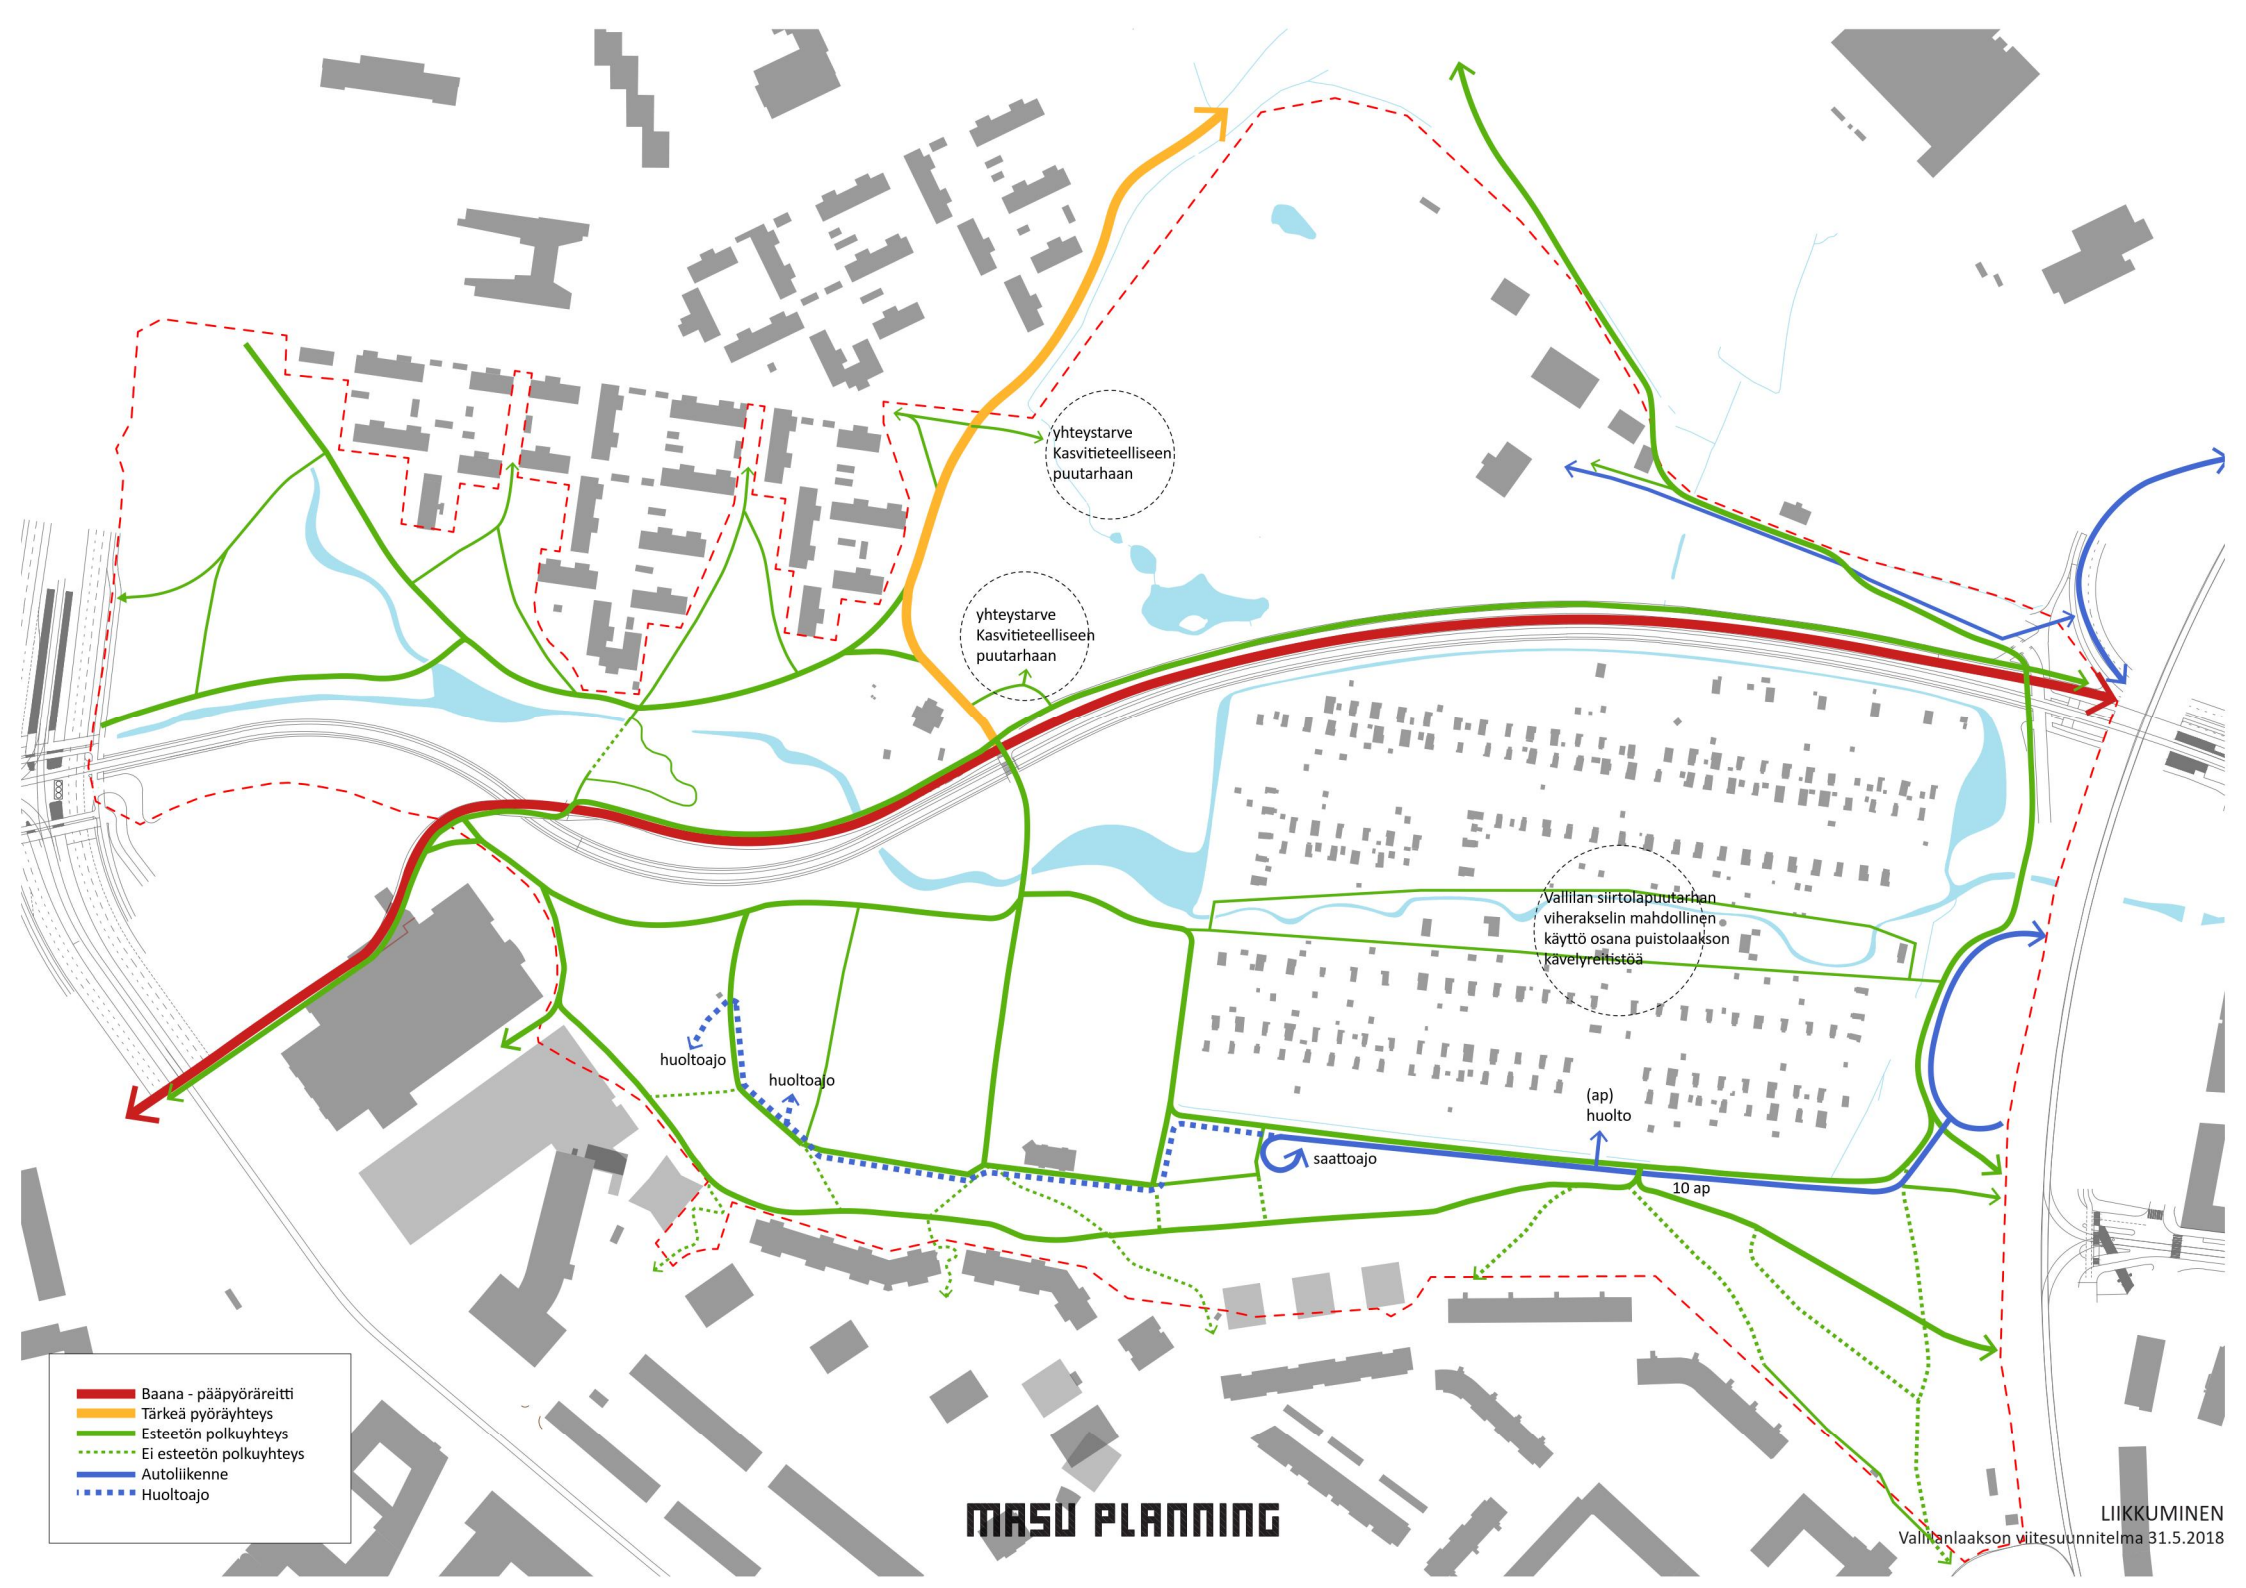 yhteystarve
Kasvitieteelliseen
puutarhaan
yhteystarve
Kasvitieteelliseen
puutarhaan
Vallilan siirtolapuutarhan
viherakselin mahdollinen
käyttö osana puistolaakson
kävelyreitistöä
huoltoajo
huoltoajo
(ap)
huolto
saattoajo
10 ap
Baana - pääpyöräreitti
Tärkeä pyöräyhteys
Esteetön polkuyhteys
Ei esteetön polkuyhteys
Autoliikenne
Huoltoajo
MASU PLANNING
LIIKKUMINEN
Vallilanlaakson viitesuunnitelma 31.5.2018